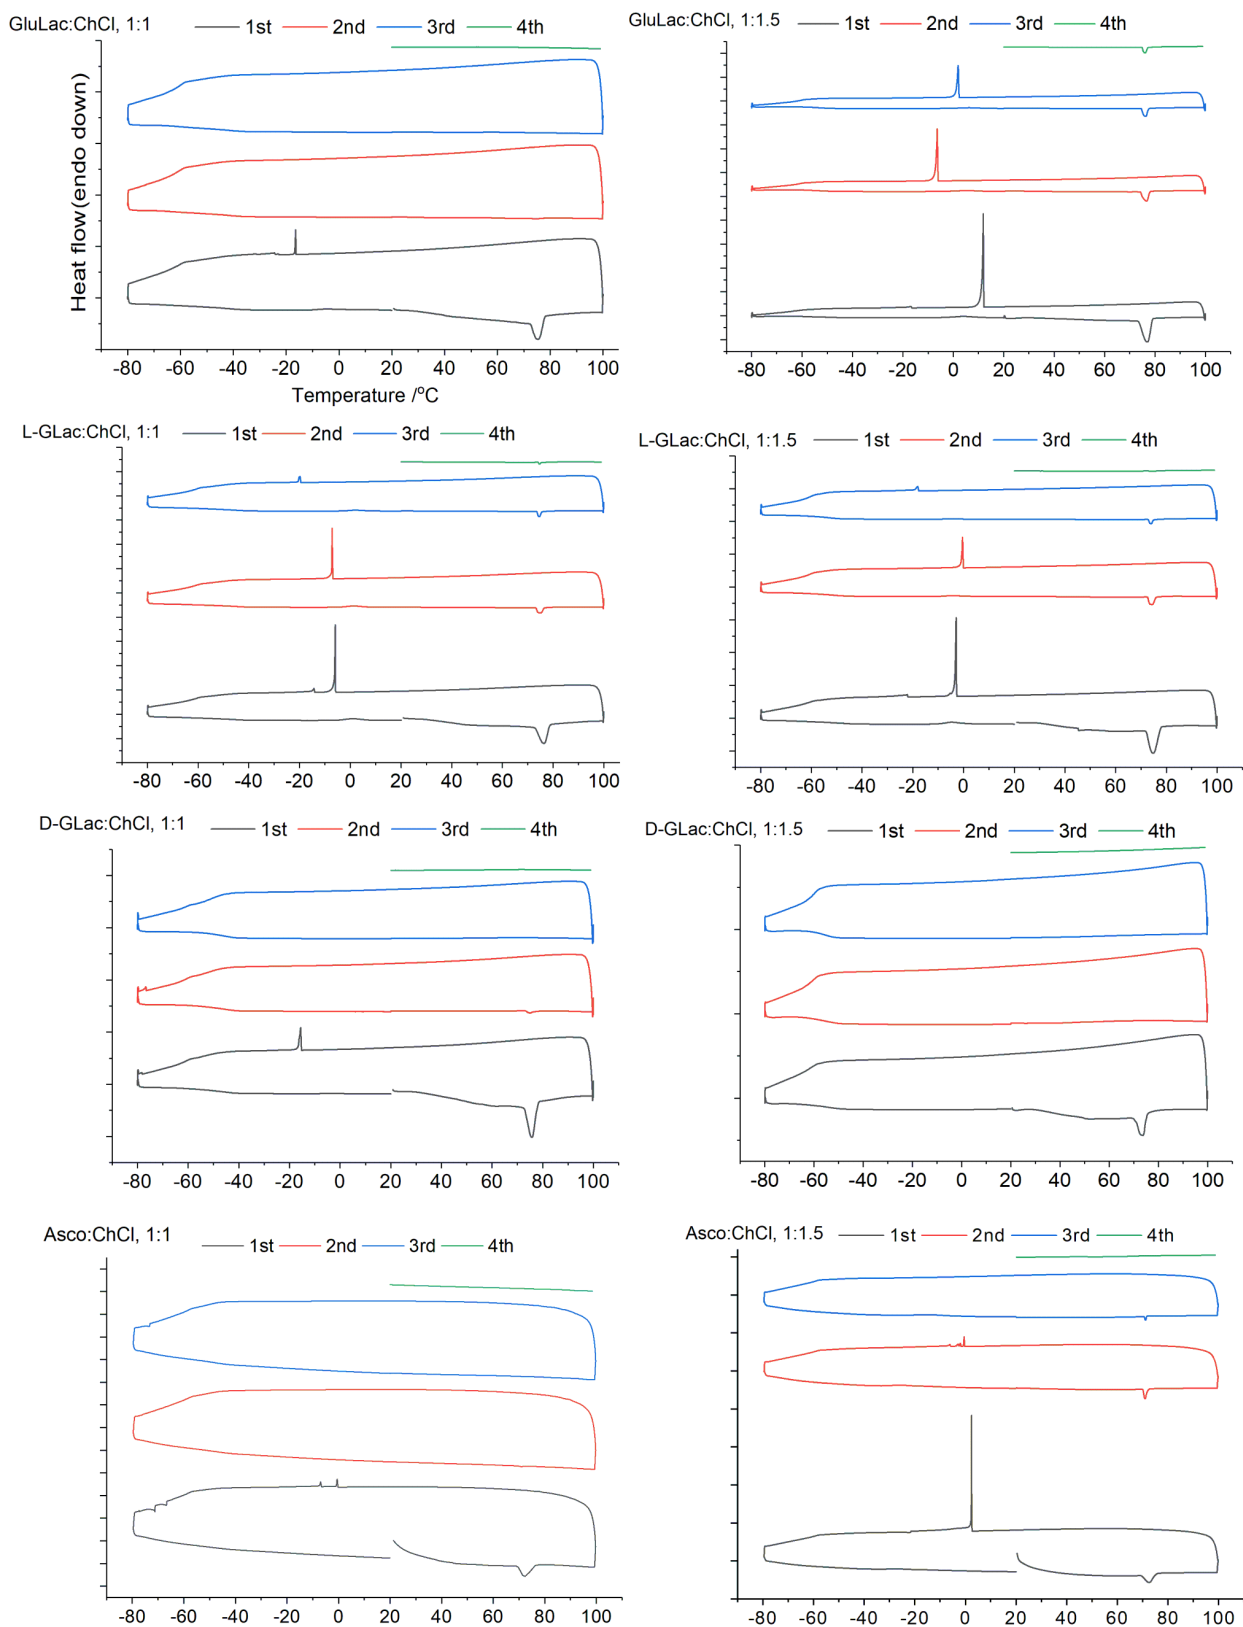 GluLac:ChCl, 1:1 1st 2nd 3rd 4th
Heat flow(endo down)
-80 -60 -40 -20 0 20 40 60 80 100
Temperature /°C
GluLac:ChCl, 1:1.5 1st 2nd 3rd 4th
-80 -60 -40 -20 0 20 40 60 80 100
L-GLac:ChCl, 1:1 1st 2nd 3rd 4th
-80 -60 -40 -20 0 20 40 60 80 100
L-GLac:ChCl, 1:1.5 1st 2nd 3rd 4th
-80 -60 -40 -20 0 20 40 60 80 100
D-GLac:ChCl, 1:1 1st 2nd 3rd 4th
-80 -60 -40 -20 0 20 40 60 80 100
D-GLac:ChCl, 1:1.5 1st 2nd 3rd 4th
-80 -60 -40 -20 0 20 40 60 80 100
Asco:ChCl, 1:1 1st 2nd 3rd 4th
-80 -60 -40 -20 0 20 40 60 80 100
Asco:ChCl, 1:1.5 1st 2nd 3rd 4th
-80 -60 -40 -20 0 20 40 60 80 100